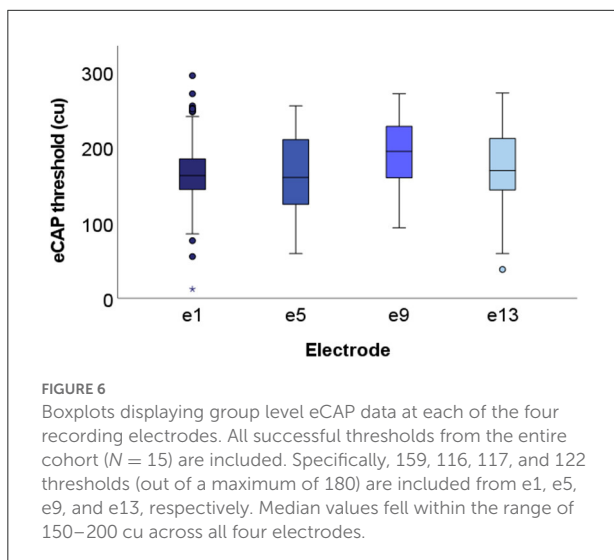 eCAP threshold (cu)
300
200
100
0
e1 e5 e9 e13
Electrode
FIGURE 6
Boxplots displaying group level eCAP data at each of the four
recording electrodes. All successful thresholds from the entire
cohort (N = 15) are included. Specifically, 159, 116, 117, and 122
thresholds (out of a maximum of 180) are included from e1, e5,
e9, and e13, respectively. Median values fell within the range of
150–200 cu across all four electrodes.